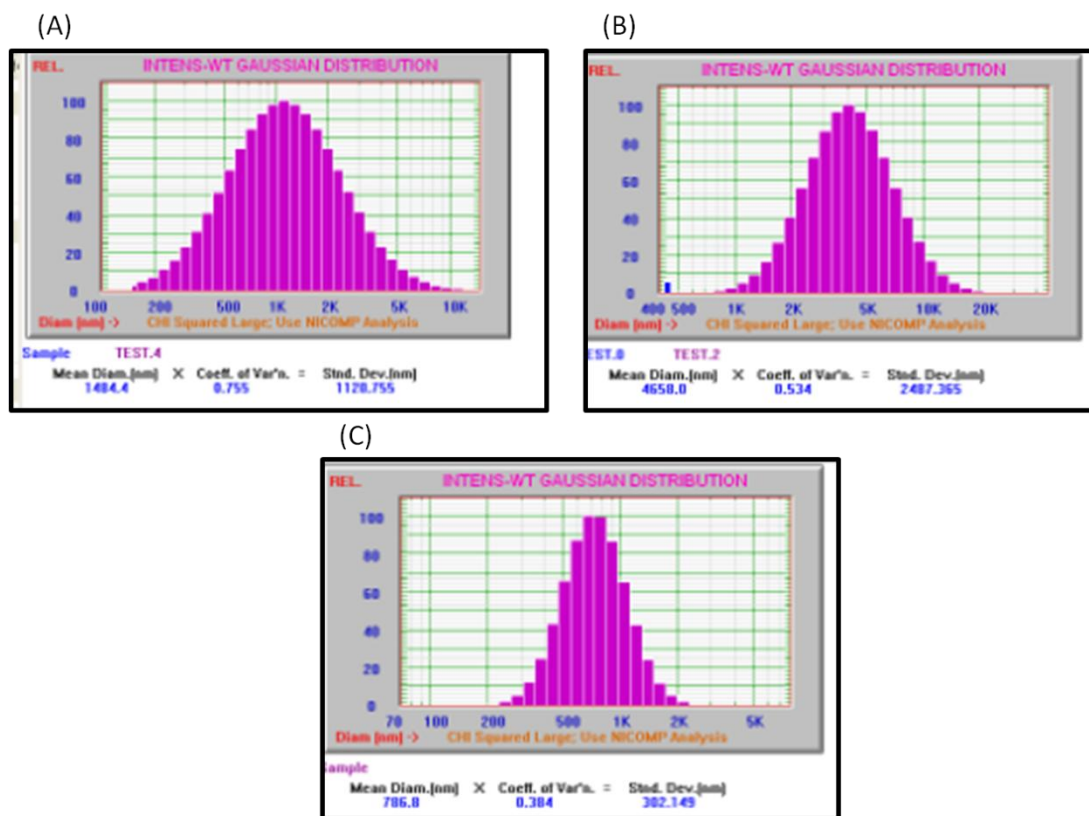 (A)
REL. INTENS-WT GAUSSIAN DISTRIBUTION
100
80
60
40
20
0
100 200 500 1K 2K 5K 10K
Diam (nm) -> CHI Squared Large; Use NICOMP Analysis
Sample TEST.4
Mean Diam.(nm) X Coeff. of Var'n. = Stnd. Dev.(nm)
1484.4 0.755 1120.755
(B)
REL. INTENS-WT GAUSSIAN DISTRIBUTION
100
80
60
40
20
0
400 500 1K 2K 5K 10K 20K
Diam (nm) -> CHI Squared Large; Use NICOMP Analysis
EST.0 TEST.2
Mean Diam.(nm) X Coeff. of Var'n. = Stnd. Dev.(nm)
4658.0 0.534 2487.365
(C)
REL. INTENS-WT GAUSSIAN DISTRIBUTION
100
80
60
40
20
0
70 100 200 500 1K 2K 5K
Diam (nm) -> CHI Squared Large; Use NICOMP Analysis
Sample
Mean Diam.(nm) X Coeff. of Var'n. = Stnd. Dev.(nm)
786.8 0.384 302.149